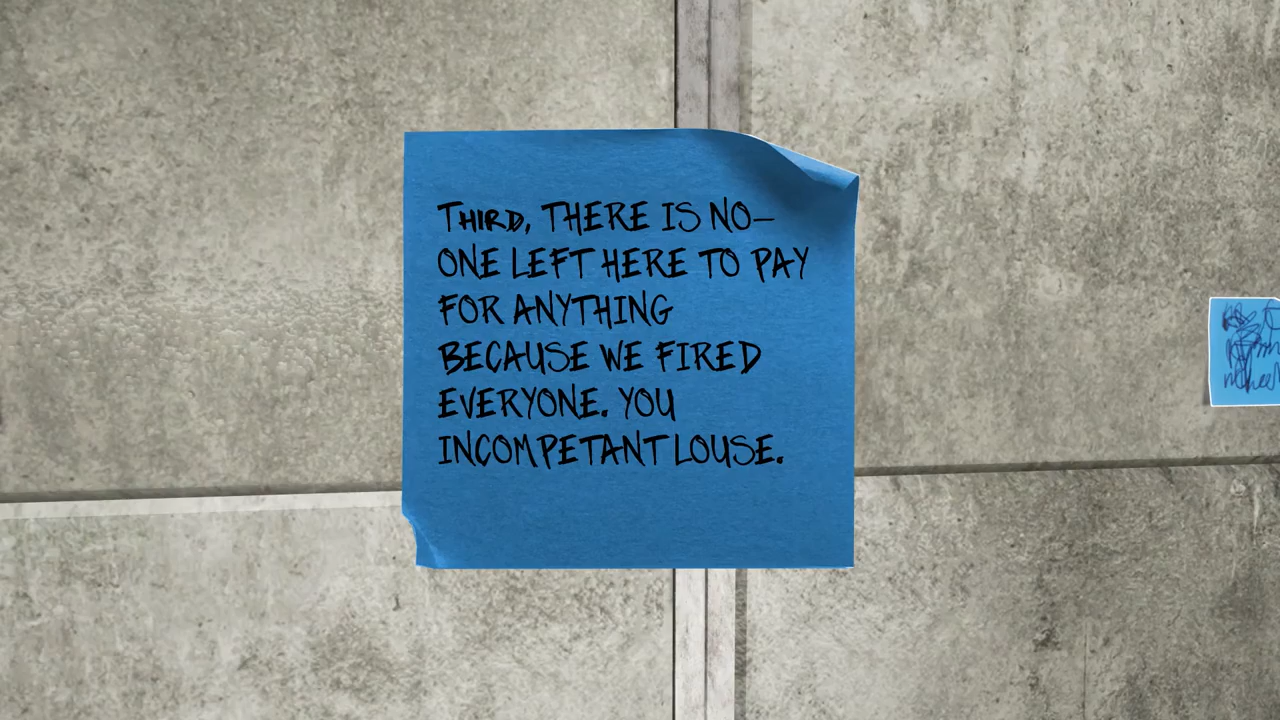 THIRD, THERE IS NO-
ONE LEFT HERE TO PAY
FOR ANYTHING
BECAUSE WE FIRED
EVERYONE. YOU
INCOMPETANT LOUSE.